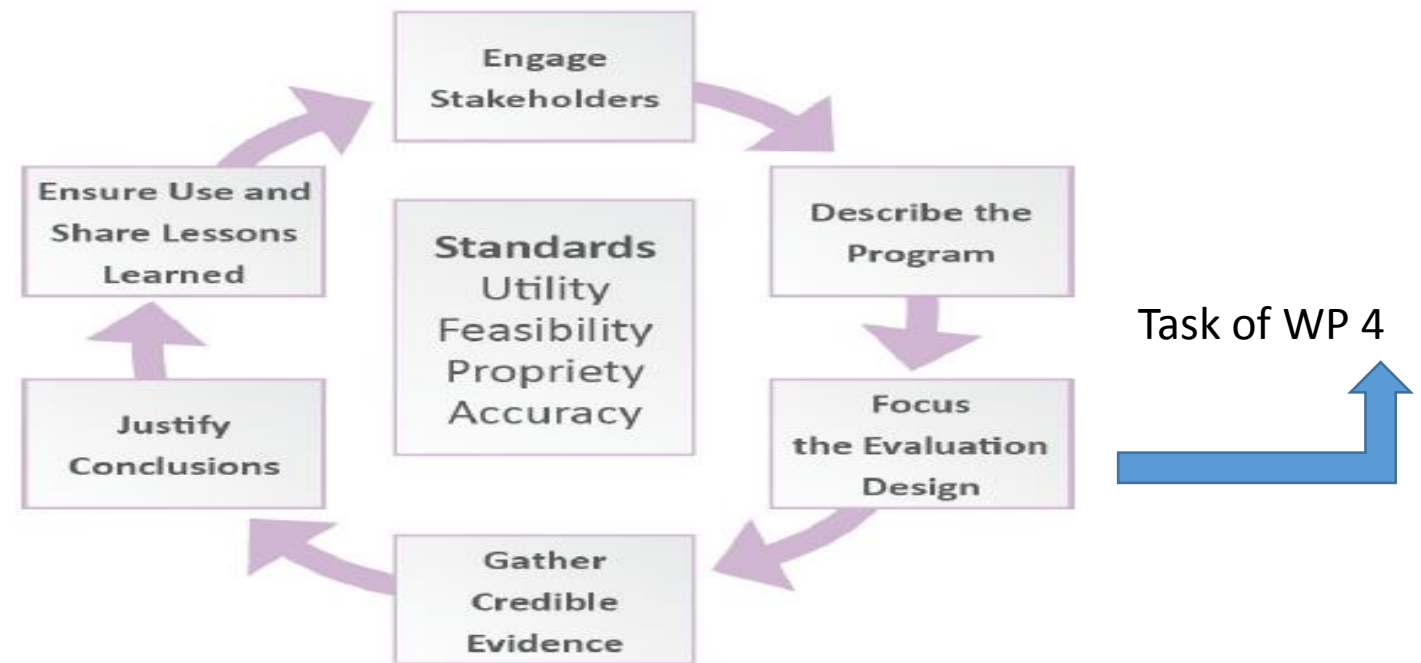 Engage
Stakeholders
Describe the
Program
Focus
the Evaluation
Design
Gather
Credible
Evidence
Justify
Conclusions
Ensure Use and
Share Lessons
Learned
Standards
Utility
Feasibility
Propriety
Accuracy
Task of WP 4